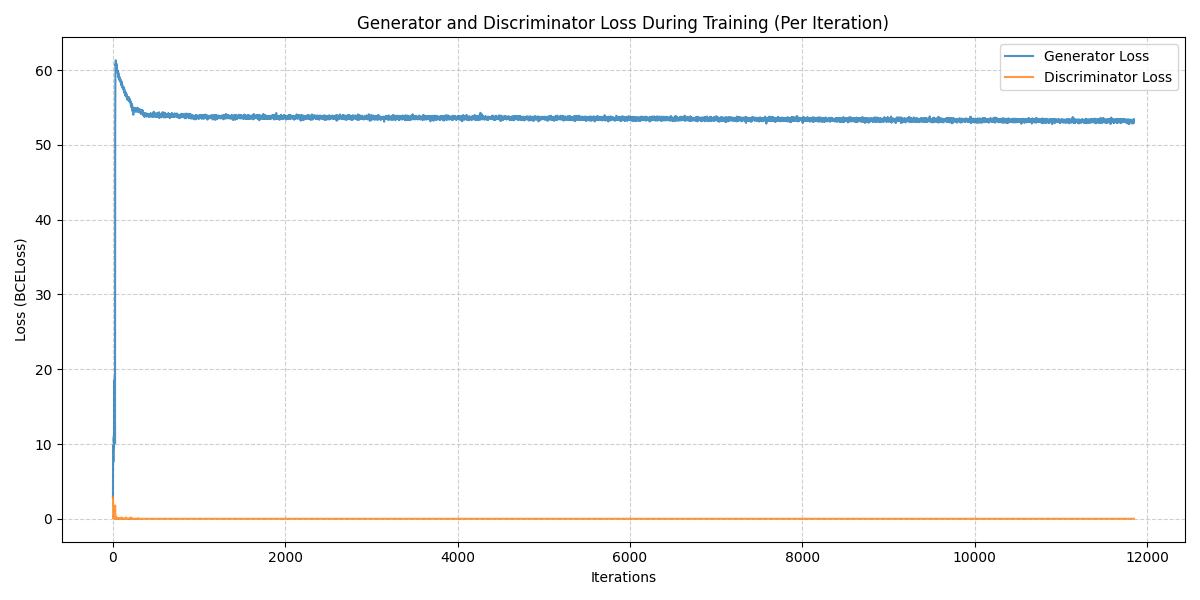 Generator and Discriminator Loss During Training (Per Iteration)
Generator Loss
Discriminator Loss
Loss (BCELoss)
60
50
40
30
20
10
0
0 2000 4000 6000 8000 10000 12000
Iterations